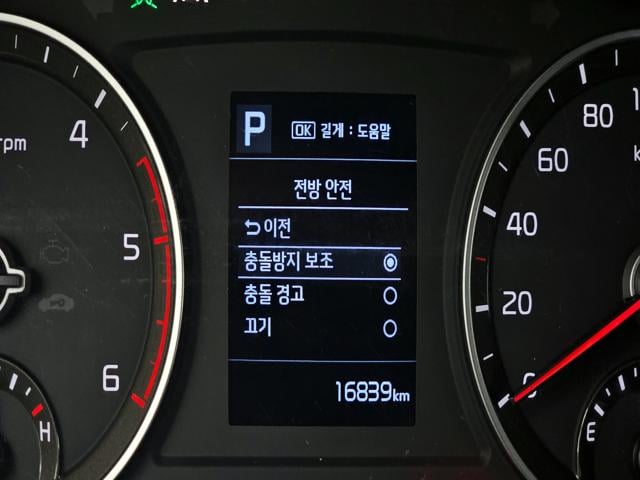 P OK 길게 : 도움말
전방 안전
이전
충돌방지 보조
충돌 경고
끄기
16839km
rpm
4
5
6
H
80
60
40
20
0
E